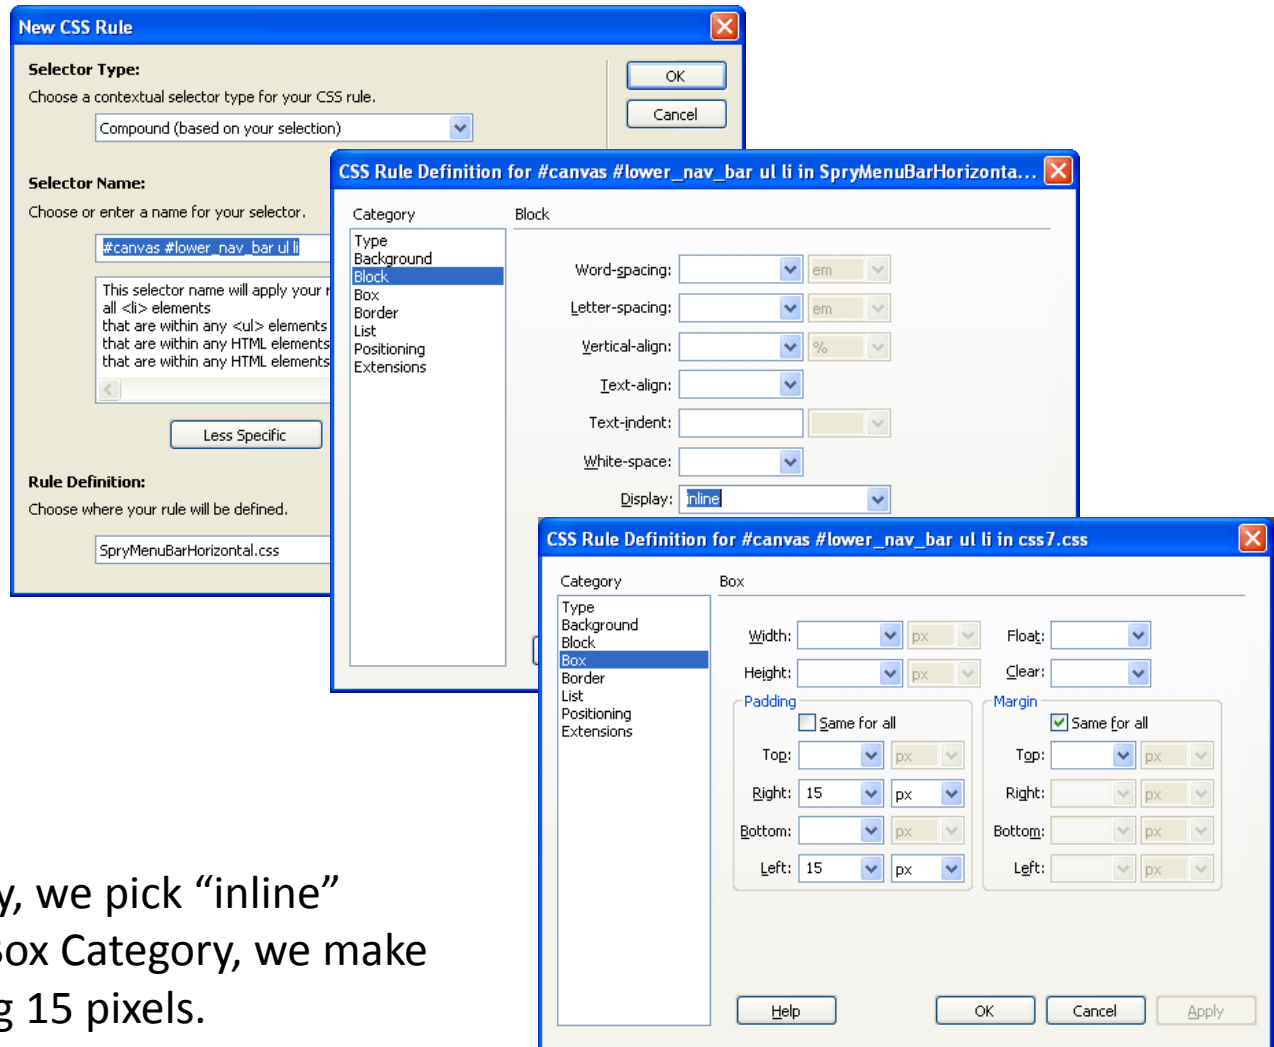 New CSS Rule
Selector Type:
OK
Choose a contextual selector type for your CSS rule.
Cancel
Compound (based on your selection)
Selector Name:
Choose or enter a name for your selector.
#canvas #lower_nav_bar ul li
This selector name will apply your r
all <li> elements
that are within any <ul> elements
that are within any HTML elements
that are within any HTML elements
Less Specific
Rule Definition:
Choose where your rule will be defined.
SpryMenuBarHorizontal.css
CSS Rule Definition for #canvas #lower_nav_bar ul li in SpryMenuBarHorizonta...
Category
Block
Type
Background
Block
Box
Border
List
Positioning
Extensions
Word-spacing: em
Letter-spacing: em
Vertical-align: %
Text-align:
Text-indent:
White-space:
Display: inline
CSS Rule Definition for #canvas #lower_nav_bar ul li in css7.css
Category
Box
Type
Background
Block
Box
Border
List
Positioning
Extensions
Width: px Float:
Height: px Clear:
Padding Margin
Same for all Same for all
Top: px Top: px
Right: 15 px Right: px
Bottom: px Bottom: px
Left: 15 px Left: px
Help OK Cancel Apply
y, we pick “inline”
Box Category, we make
g 15 pixels.